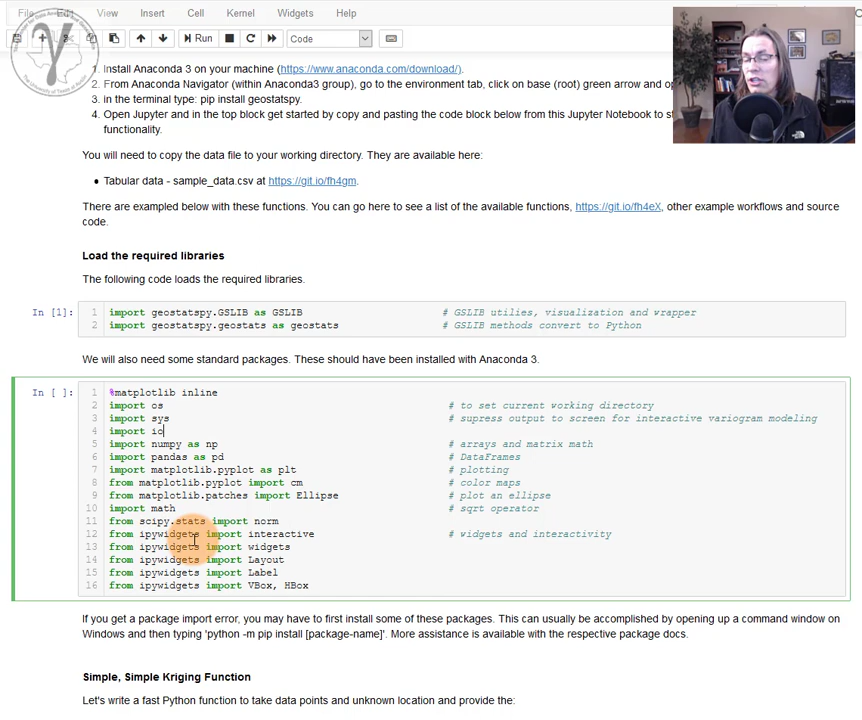 File Edit View Insert Cell Kernel Widgets Help
Run Code
1. Install Anaconda 3 on your machine (https://www.anaconda.com/download/).
2. From Anaconda Navigator (within Anaconda3 group), go to the environment tab, click on base (root) green arrow and op
3. In the terminal type: pip install geostatspy.
4. Open Jupyter and in the top block get started by copy and pasting the code block below from this Jupyter Notebook to st
functionality.
You will need to copy the data file to your working directory. They are available here:
• Tabular data - sample_data.csv at https://git.io/fh4gm.
There are exampled below with these functions. You can go here to see a list of the available functions, https://git.io/fh4eX, other example workflows and source
code.
Load the required libraries
The following code loads the required libraries.
In [1]: 1 import geostatspy.GSLIB as GSLIB # GSLIB utilies, visualization and wrapper
2 import geostatspy.geostats as geostats # GSLIB methods convert to Python
We will also need some standard packages. These should have been installed with Anaconda 3.
In [ ]: 1 %matplotlib inline
2 import os # to set current working directory
3 import sys # supress output to screen for interactive variogram modeling
4 import io
5 import numpy as np # arrays and matrix math
6 import pandas as pd # DataFrames
7 import matplotlib.pyplot as plt # plotting
8 from matplotlib.pyplot import cm # color maps
9 from matplotlib.patches import Ellipse # plot an ellipse
10 import math # sqrt operator
11 from scipy.stats import norm
12 from ipywidgets import interactive # widgets and interactivity
13 from ipywidgets import widgets
14 from ipywidgets import Layout
15 from ipywidgets import Label
16 from ipywidgets import VBox, HBox
If you get a package import error, you may have to first install some of these packages. This can usually be accomplished by opening up a command window on
Windows and then typing 'python -m pip install [package-name]'. More assistance is available with the respective package docs.
Simple, Simple Kriging Function
Let's write a fast Python function to take data points and unknown location and provide the: